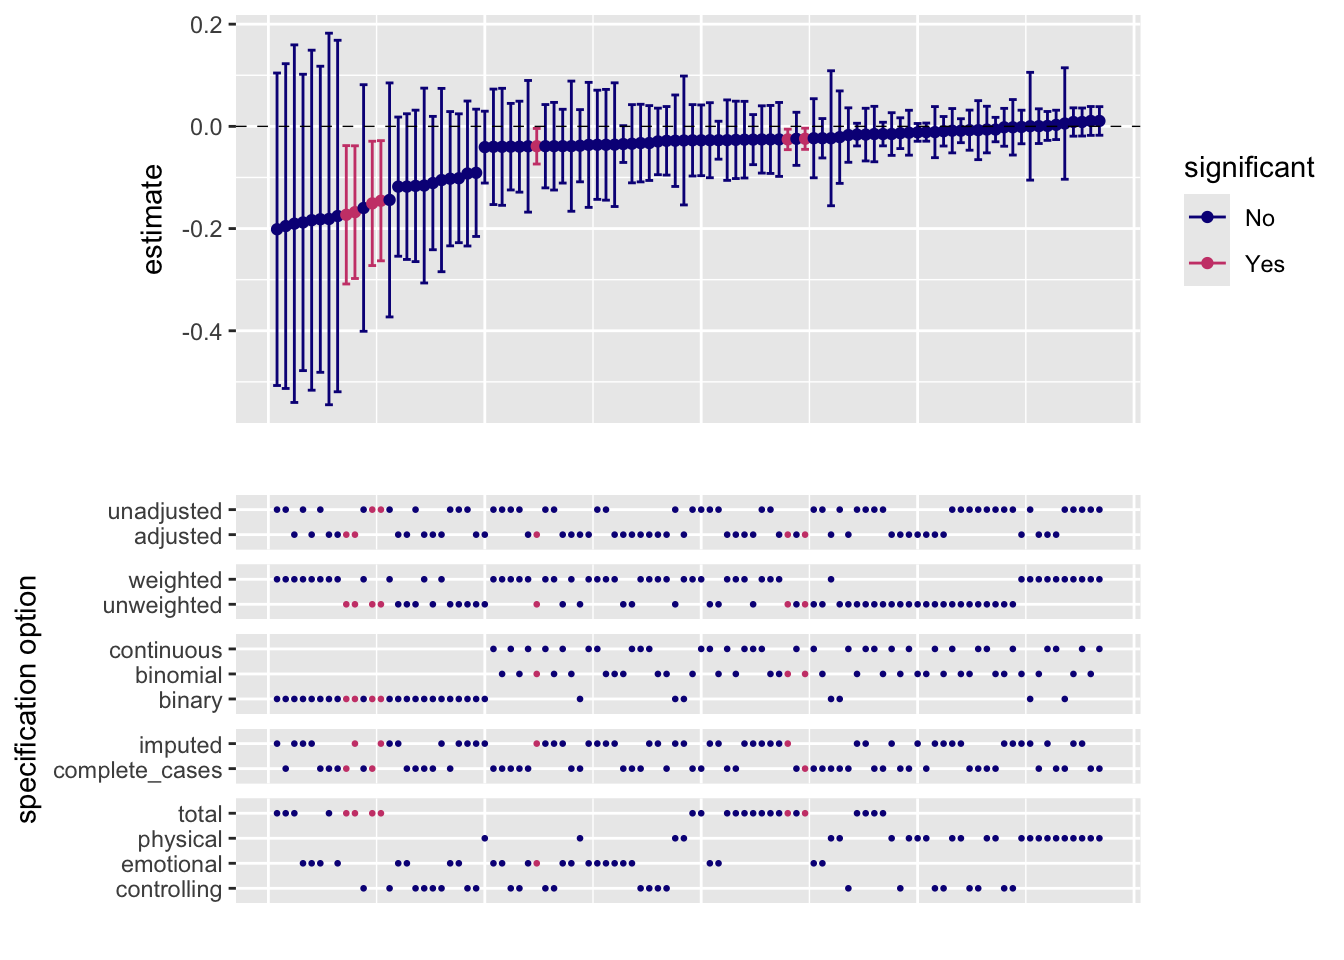 0.2
0.0
-0.2
-0.4
estimate
significant
No
Yes
specification option
unadjusted
adjusted
weighted
unweighted
continuous
binomial
binary
imputed
complete_cases
total
physical
emotional
controlling